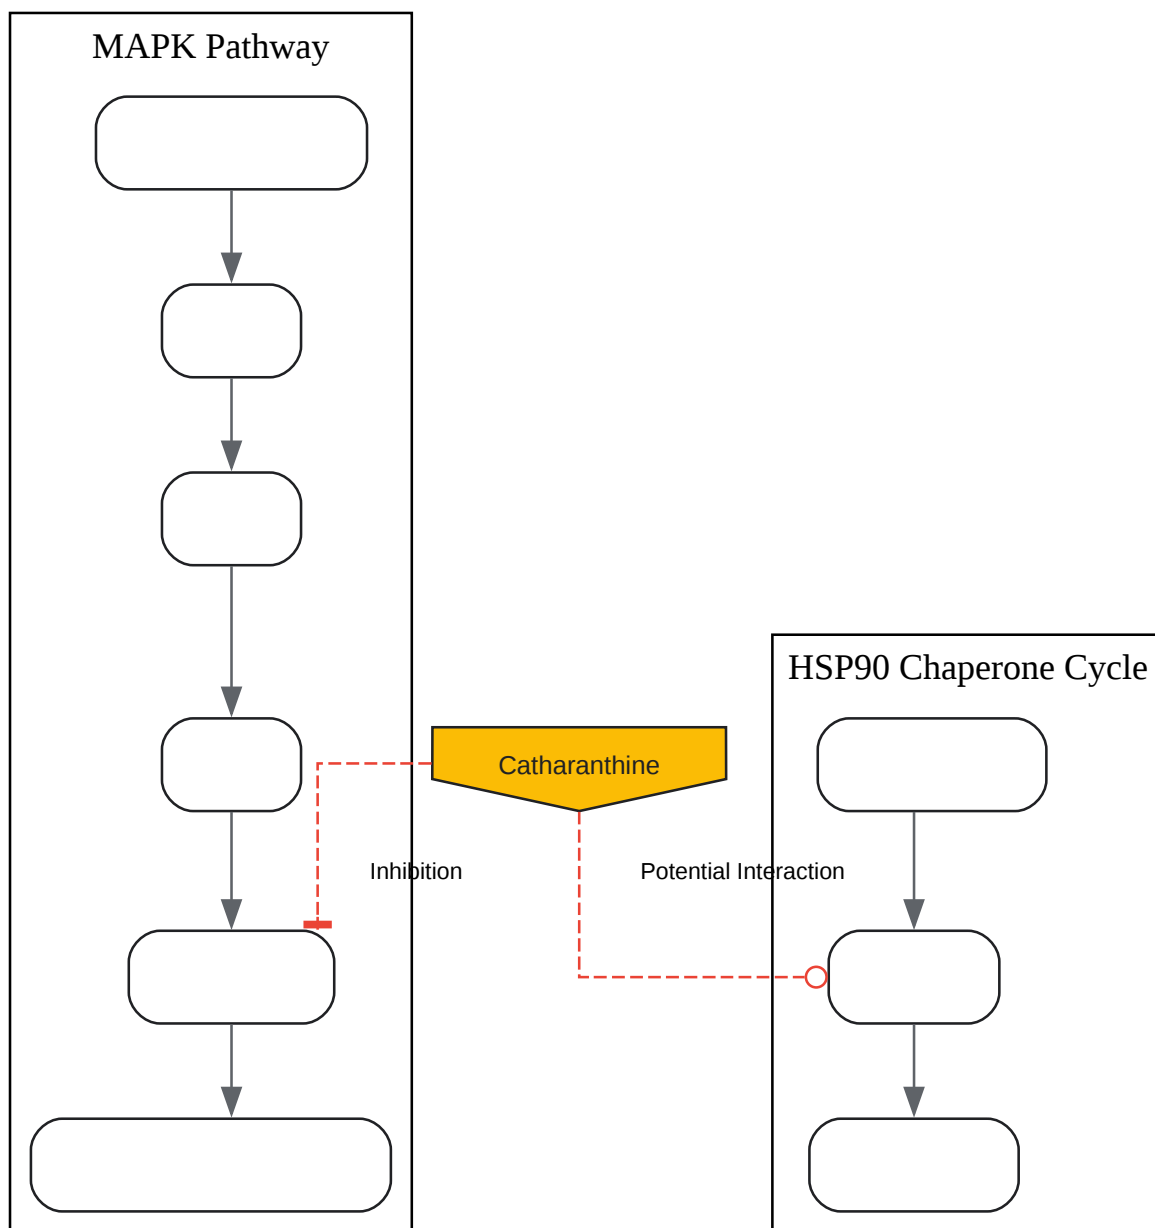 MAPK Pathway
HSP90 Chaperone Cycle
Catharanthine
Inhibition
Potential Interaction